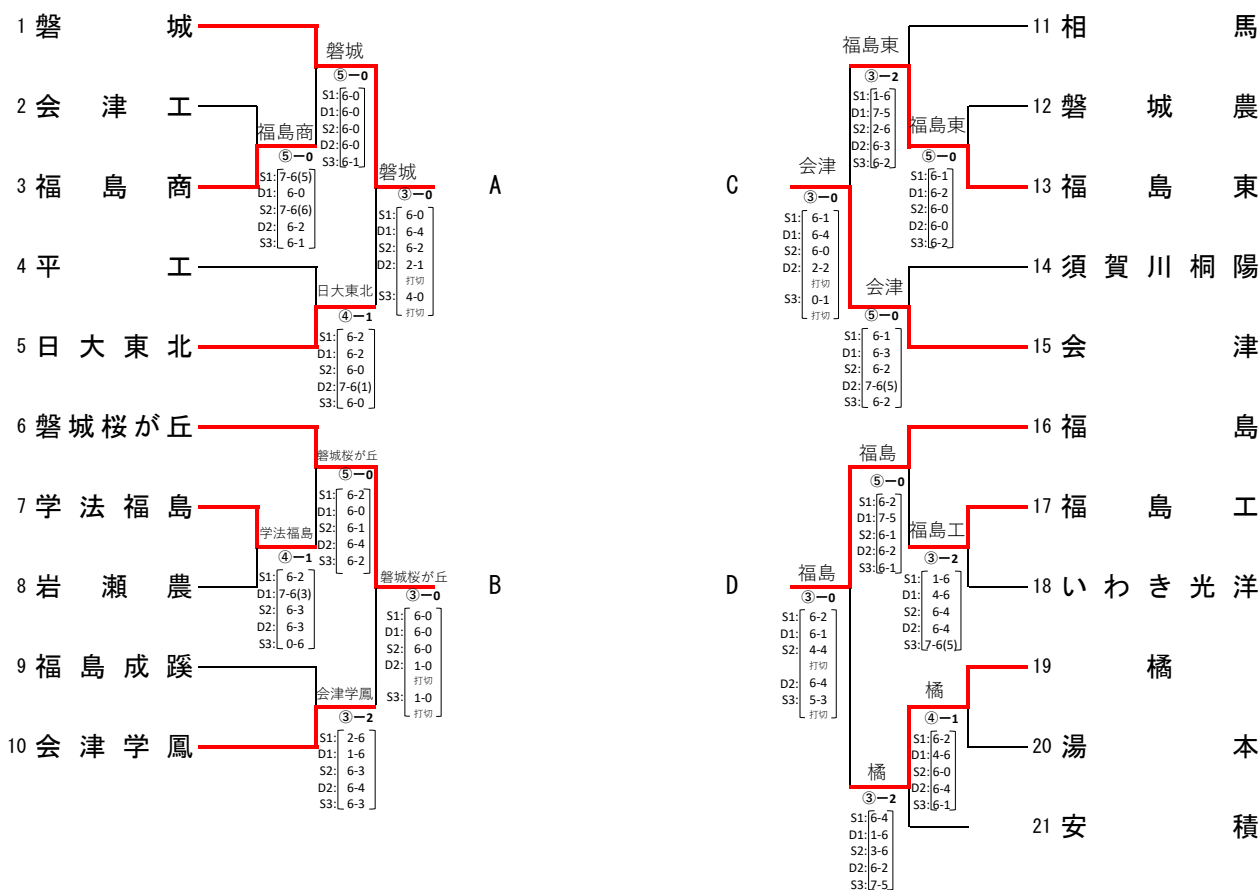 1 磐城
磐城
⑤ー0
S1: 6-0
D1: 6-0
S2: 6-0
D2: 6-0
S3: 6-1
2 会津工
福島商
⑤ー0
S1: 7-6(5)
D1: 6-0
S2: 7-6(6)
D2: 6-2
S3: 6-1
3 福島商
磐城
③ー0
S1: 6-0
D1: 6-4
S2: 6-2
D2: 2-1
打切
S3: 4-0
打切
A
4 平工
日大東北
④ー1
S1: 6-2
D1: 6-2
S2: 6-0
D2: 7-6(1)
S3: 6-0
5 日大東北
6 磐城桜が丘
磐城桜が丘
⑤ー0
S1: 6-2
D1: 6-0
S2: 6-1
D2: 6-4
S3: 6-2
7 学法福島
学法福島
④ー1
S1: 6-2
D1: 7-6(3)
S2: 6-3
D2: 6-3
S3: 0-6
8 岩瀬農
磐城桜が丘
③ー0
S1: 6-0
D1: 6-0
S2: 6-0
D2: 1-0
打切
S3: 1-0
打切
B
9 福島成蹊
会津学鳳
③ー2
S1: 2-6
D1: 1-6
S2: 6-3
D2: 6-4
S3: 6-3
10 会津学鳳
11 相馬
福島東
③ー2
S1: 1-6
D1: 7-5
S2: 2-6
D2: 6-3
S3: 6-2
12 磐城農
福島東
⑤ー0
S1: 6-1
D1: 6-2
S2: 6-0
D2: 6-0
S3: 6-2
13 福島東
C
会津
③ー0
S1: 6-1
D1: 6-4
S2: 6-0
D2: 2-2
打切
S3: 0-1
打切
14 須賀川桐陽
会津
⑤ー0
S1: 6-1
D1: 6-3
S2: 6-2
D2: 7-6(5)
S3: 6-2
15 会津
16 福島
福島
⑤ー0
S1: 6-2
D1: 7-5
S2: 6-1
D2: 6-2
S3: 6-1
17 福島工
福島工
③ー2
S1: 1-6
D1: 4-6
S2: 6-4
D2: 6-4
S3: 7-6(5)
18 いわき光洋
D
福島
③ー0
S1: 6-2
D1: 6-1
S2: 4-4
打切
D2: 6-4
S3: 5-3
打切
19 橘
橘
④ー1
S1: 6-2
D1: 4-6
S2: 6-0
D2: 6-4
S3: 6-1
20 湯本
橘
③ー2
S1: 6-4
D1: 1-6
S2: 3-6
D2: 6-2
S3: 7-5
21 安積